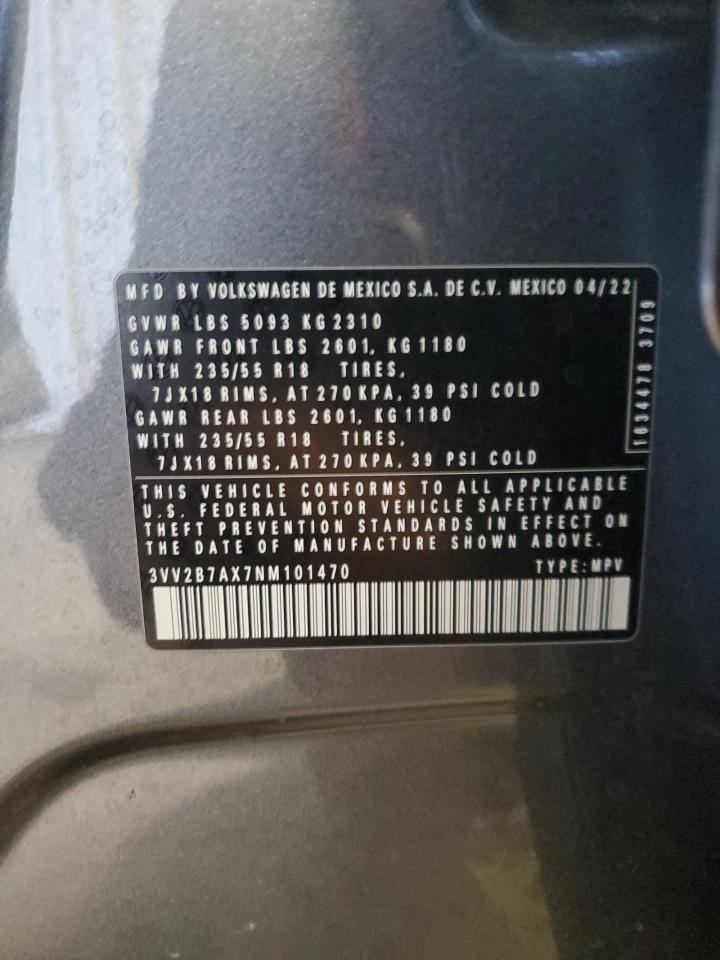 MFD BY VOLKSWAGEN DE MEXICO S.A. DE C.V. MEXICO 04/22
GVWR LBS 5093 KG 2310
GAWR FRONT LBS 2601, KG 1180
WITH 235/55 R18 TIRES,
7JX18 RIMS, AT 270 KPA, 39 PSI COLD
GAWR REAR LBS 2601, KG 1180
WITH 235/55 R18 TIRES,
7JX18 RIMS, AT 270 KPA, 39 PSI COLD
1634478 3709
THIS VEHICLE CONFORMS TO ALL APPLICABLE
U.S. FEDERAL MOTOR VEHICLE SAFETY AND
THEFT PREVENTION STANDARDS IN EFFECT ON
THE DATE OF MANUFACTURE SHOWN ABOVE.
3VV2B7AX7NM101470 TYPE:MPV